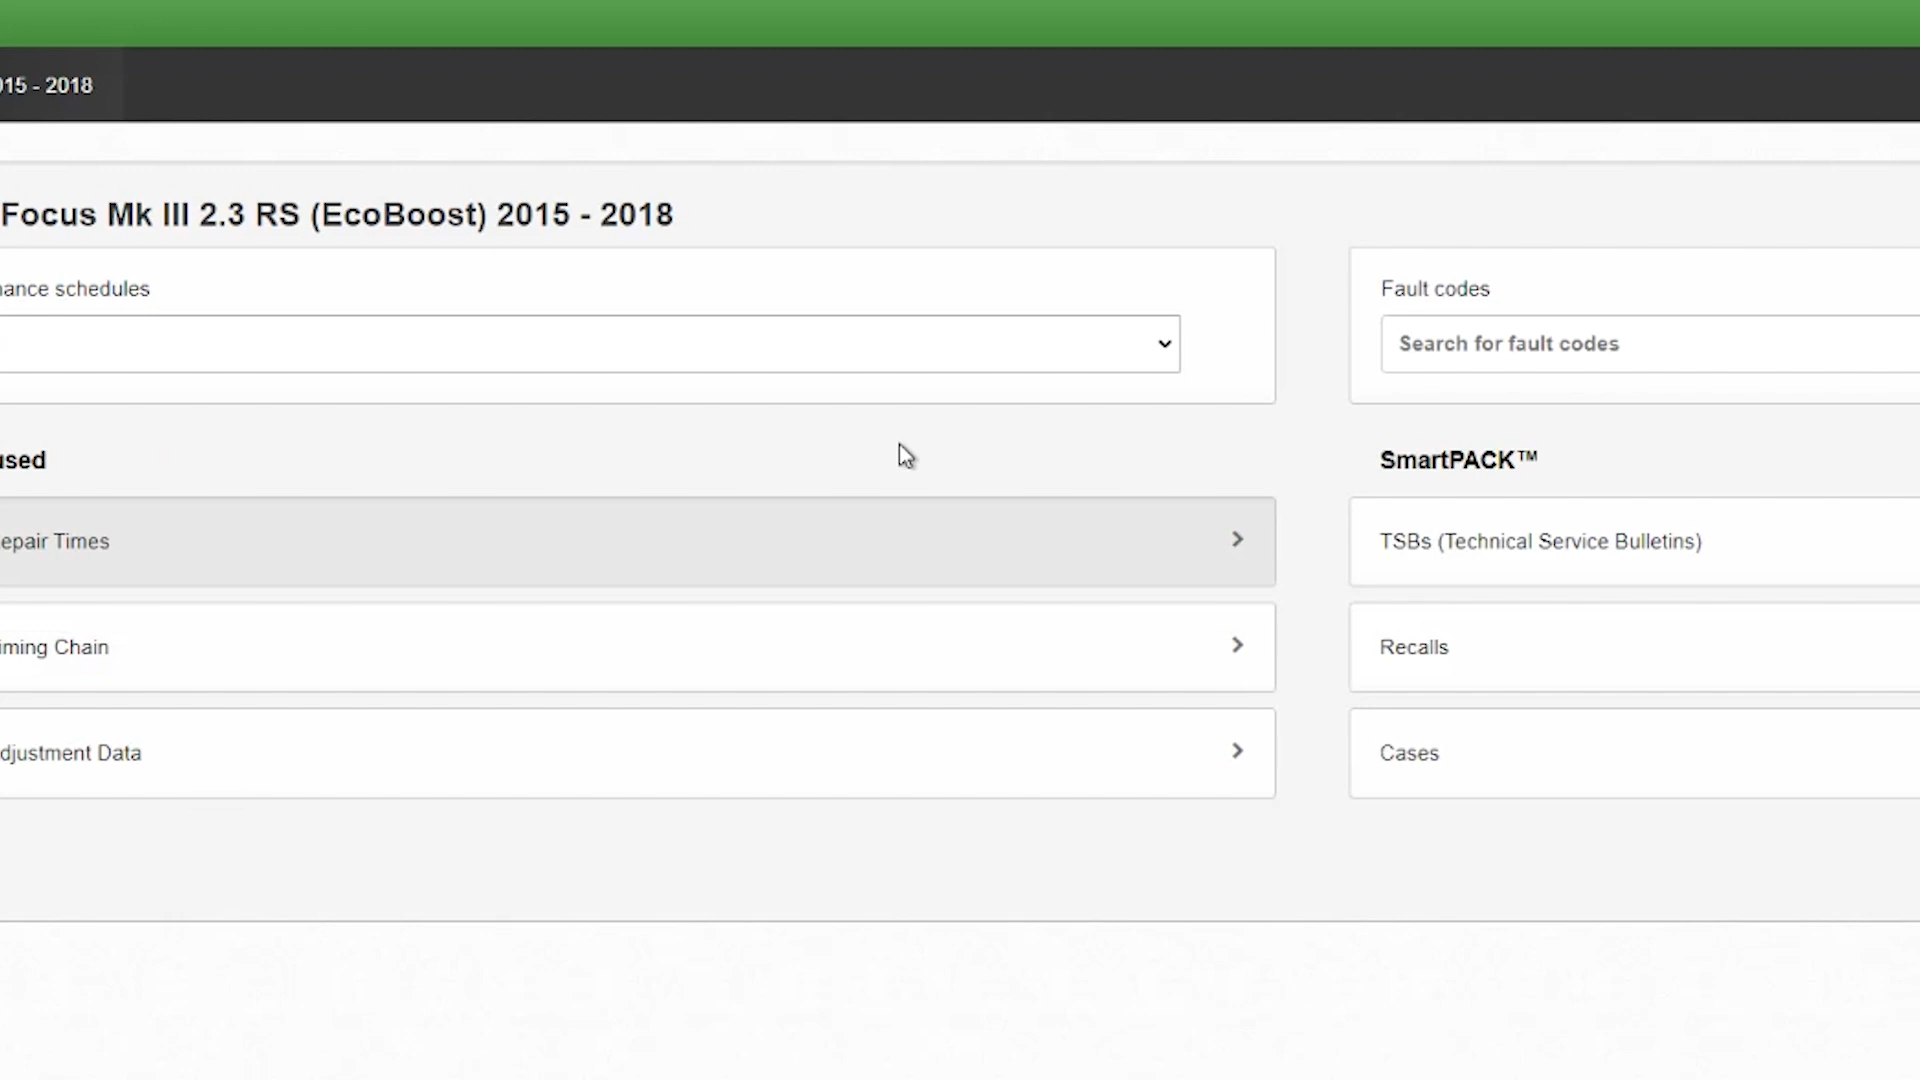 015 - 2018
Focus Mk III 2.3 RS (EcoBoost) 2015 - 2018
nance schedules
Fault codes
Search for fault codes
used
SmartPACK™
epair Times
TSBs (Technical Service Bulletins)
iming Chain
Recalls
djustment Data
Cases